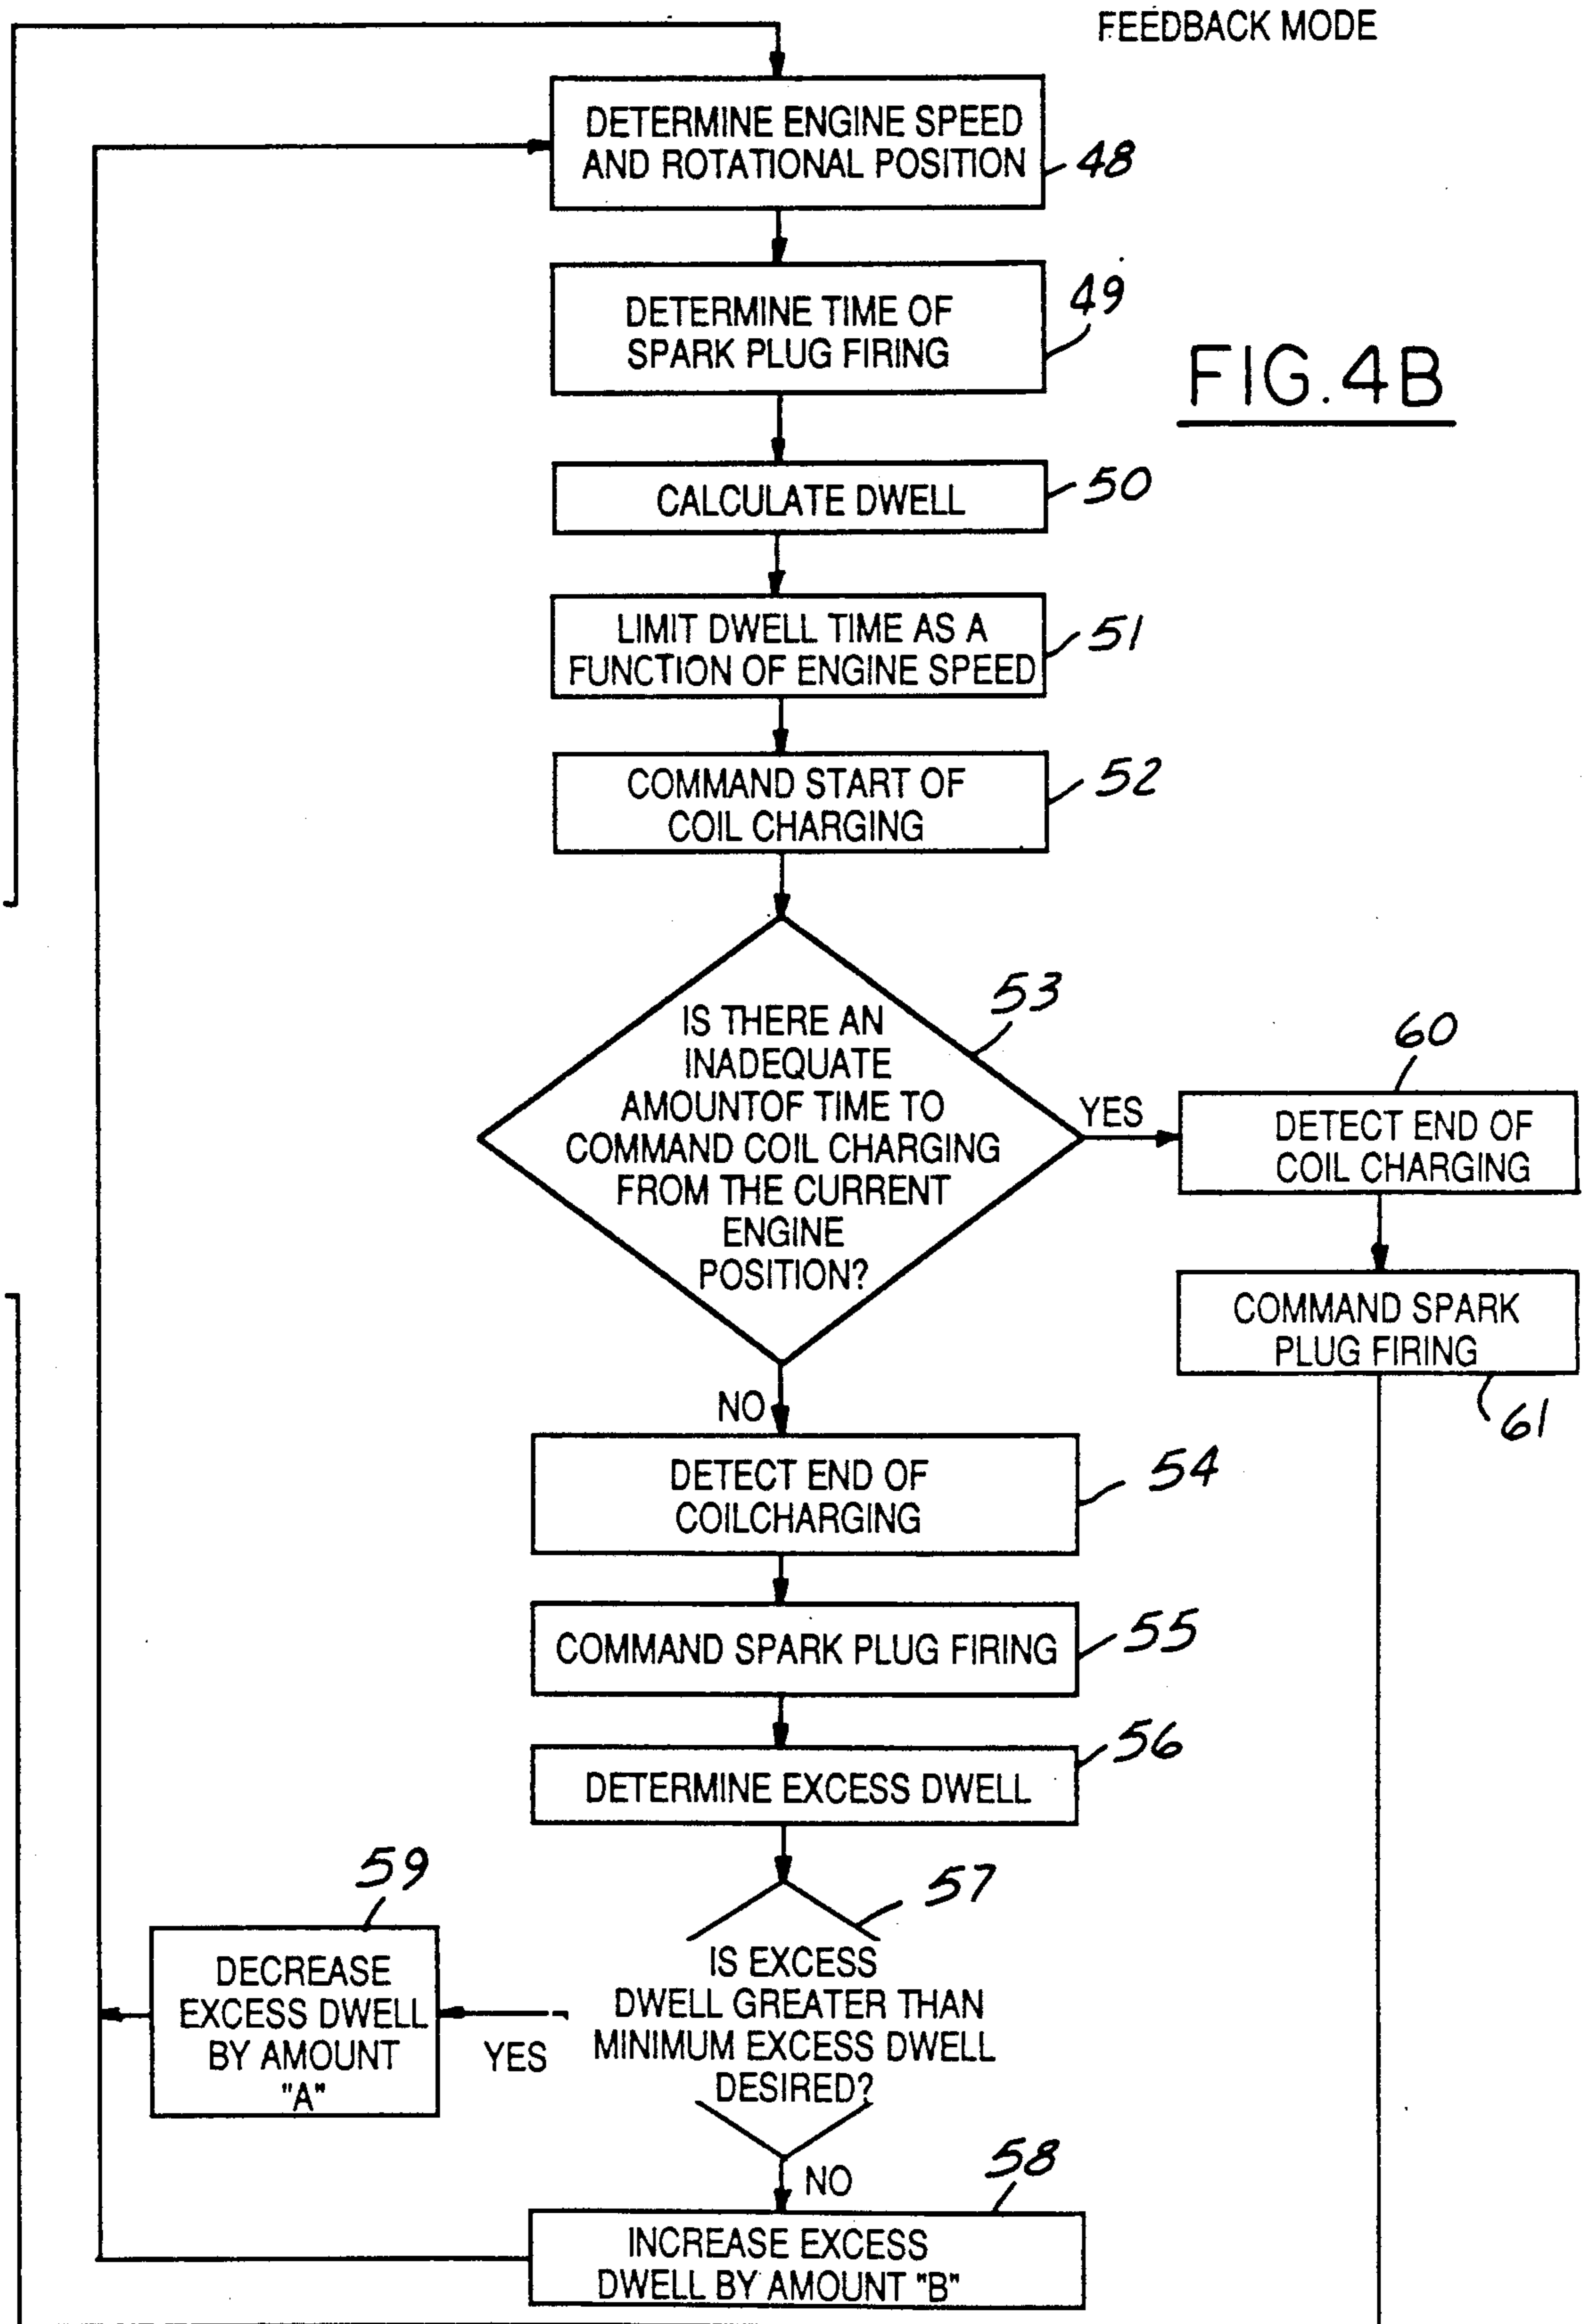 FEEDBACK MODE
DETERMINE ENGINE SPEED
AND ROTATIONAL POSITION
48
DETERMINE TIME OF
SPARK PLUG FIRING
49
FIG. 4B
CALCULATE DWELL
50
LIMIT DWELL TIME AS A
FUNCTION OF ENGINE SPEED
51
COMMAND START OF
COIL CHARGING
52
IS THERE AN
INADEQUATE
AMOUNTOF TIME TO
COMMAND COIL CHARGING
FROM THE CURRENT
ENGINE
POSITION?
53
YES
60
DETECT END OF
COIL CHARGING
COMMAND SPARK
PLUG FIRING
61
NO
DETECT END OF
COILCHARGING
54
COMMAND SPARK PLUG FIRING
55
DETERMINE EXCESS DWELL
56
57
IS EXCESS
DWELL GREATER THAN
MINIMUM EXCESS DWELL
DESIRED?
YES
59
DECREASE
EXCESS DWELL
BY AMOUNT
"A"
NO
58
INCREASE EXCESS
DWELL BY AMOUNT "B"